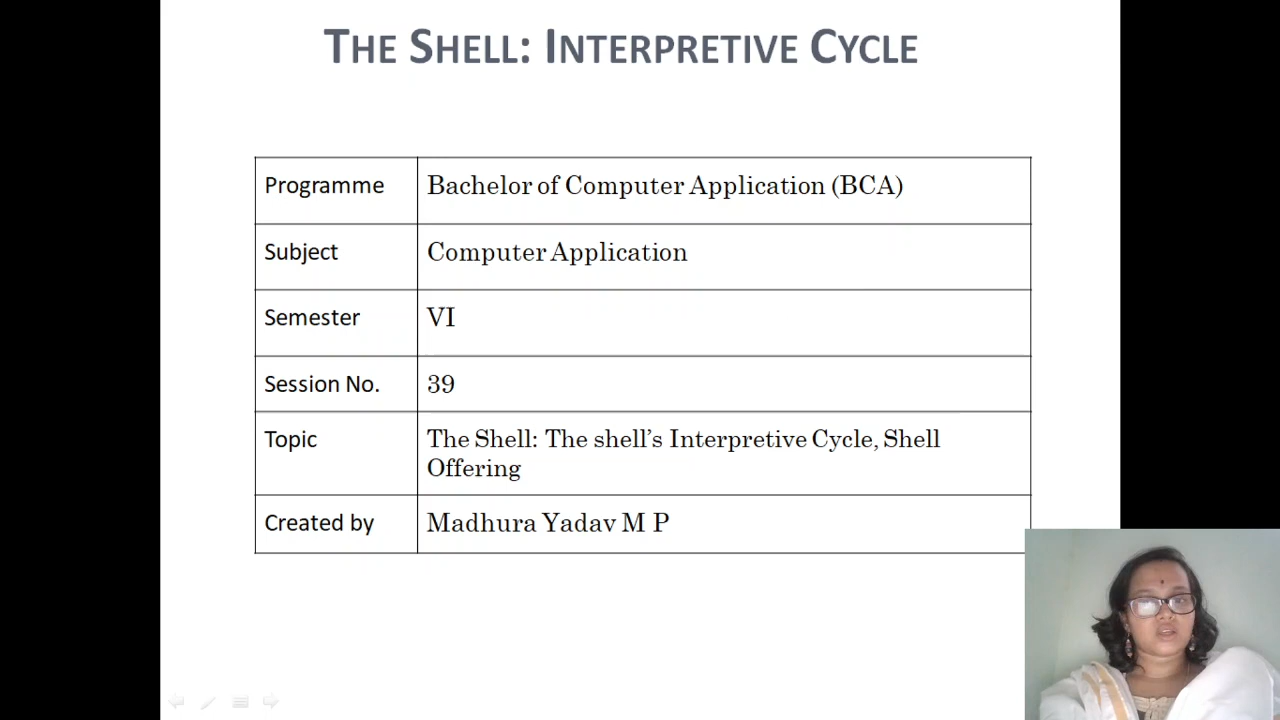 THE SHELL: INTERPRETIVE CYCLE
Programme Bachelor of Computer Application (BCA)
Subject Computer Application
Semester VI
Session No. 39
Topic The Shell: The shell's Interpretive Cycle, Shell
Offering
Created by Madhura Yadav M P